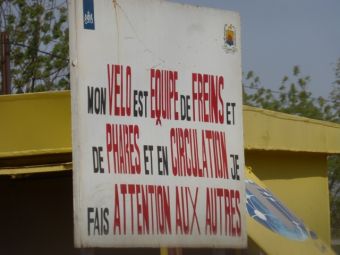 MON VELO EST EQUIPE DE FREINS ET
DE PHARES ET EN CIRCULATION JE
FAIS ATTENTION AUX AUTRES